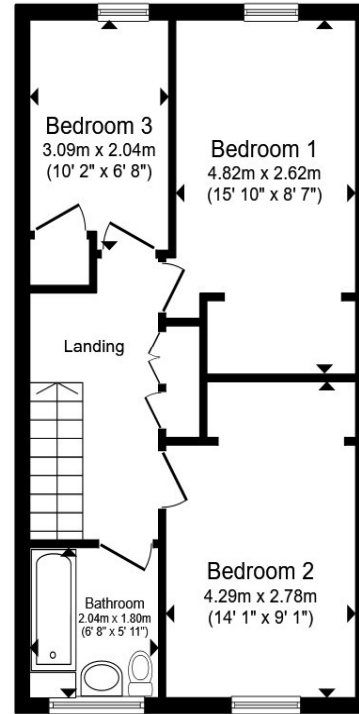 Bedroom 3
3.09m x 2.04m
(10' 2" x 6' 8")
Bedroom 1
4.82m x 2.62m
(15' 10" x 8' 7")
Landing
Bedroom 2
4.29m x 2.78m
(14' 1" x 9' 1")
Bathroom
2.04m x 1.80m
(6' 8" x 5' 11")